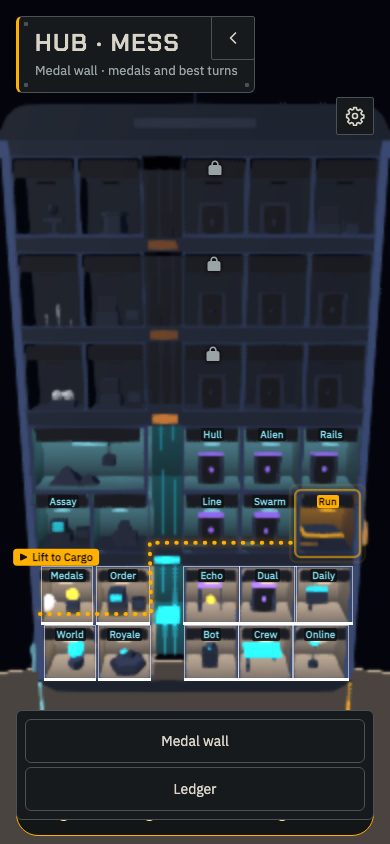 HUB · MESS
Medal wall · medals and best turns
Hull Alien Rails
Assay Line Swarm Run
▶ Lift to Cargo
Medals Order Echo Dual Daily
World Royale Bot Crew Online
Medal wall
Ledger